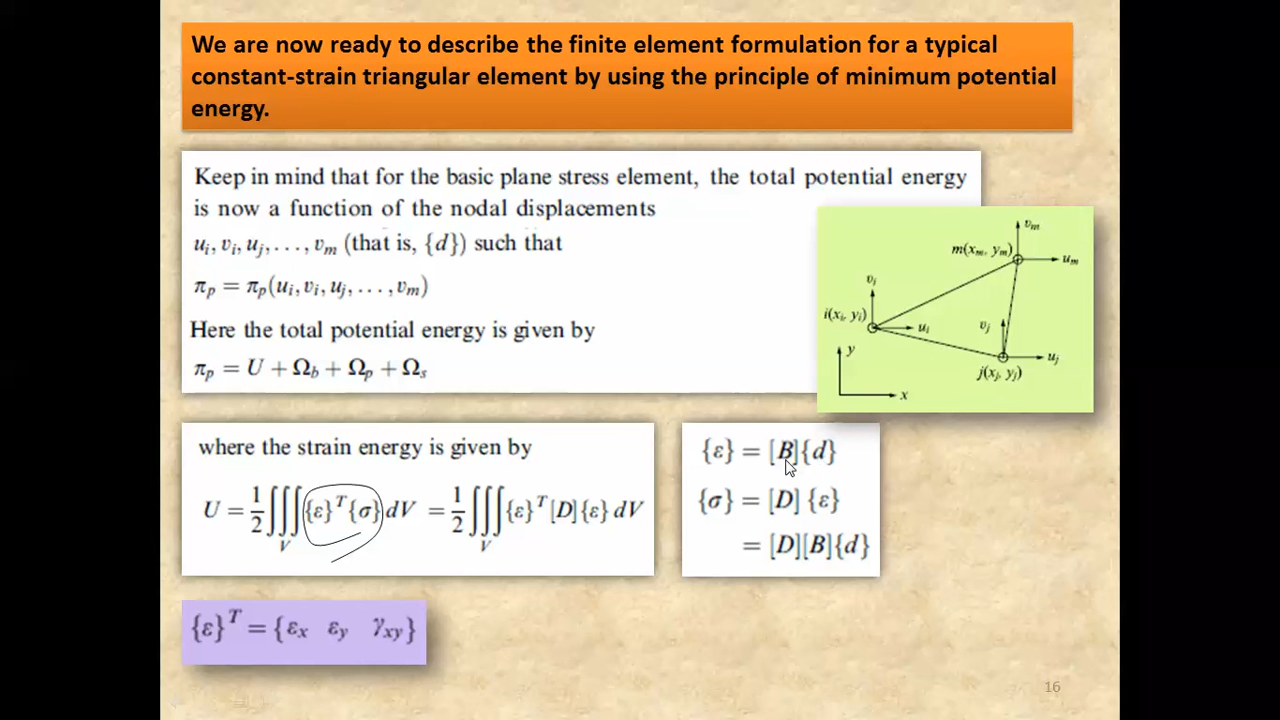 We are now ready to describe the finite element formulation for a typical
constant-strain triangular element by using the principle of minimum potential
energy.
Keep in mind that for the basic plane stress element, the total potential energy
is now a function of the nodal displacements
u_i, v_i, u_j, . . . , v_m (that is, {d}) such that
π_p = π_p(u_i, v_i, u_j, . . . , v_m)
Here the total potential energy is given by
π_p = U + Ω_b + Ω_p + Ω_s
v_m
m(x_m, y_m)
u_m
v_i
i(x_i, y_i)
u_i
v_j
u_j
j(x_j, y_j)
y
x
where the strain energy is given by
U = 1/2 ∭_V {ε}^T {σ} dV = 1/2 ∭_V {ε}^T [D] {ε} dV
{ε} = [B]{d}
{σ} = [D] {ε}
= [D][B]{d}
{ε}^T = {ε_x ε_y γ_xy}
16